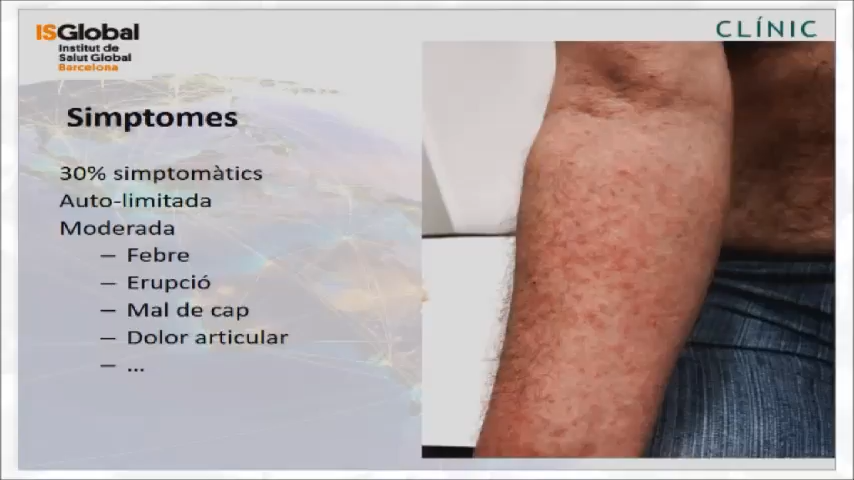 ISGlobal
Institut de
Salut Global
Barcelona
CLÍNIC
Simptomes
30% simptomàtics
Auto-limitada
Moderada
– Febre
– Erupció
– Mal de cap
– Dolor articular
– ...